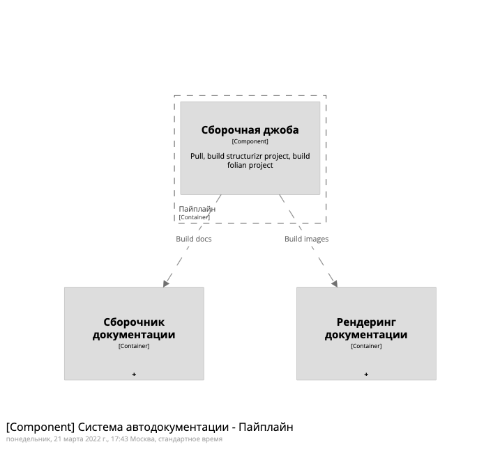 Сборочная джоба
[Component]
Pull, build structurizr project, build
folian project
Пайплайн
[Container]
Build docs
Build images
Сборщик
документации
[Container]
+
Рендеринг
документации
[Container]
+
[Component] Система автодокументации - Пайплайн
понедельник, 21 марта 2022 г., 17:43 Москва, стандартное время